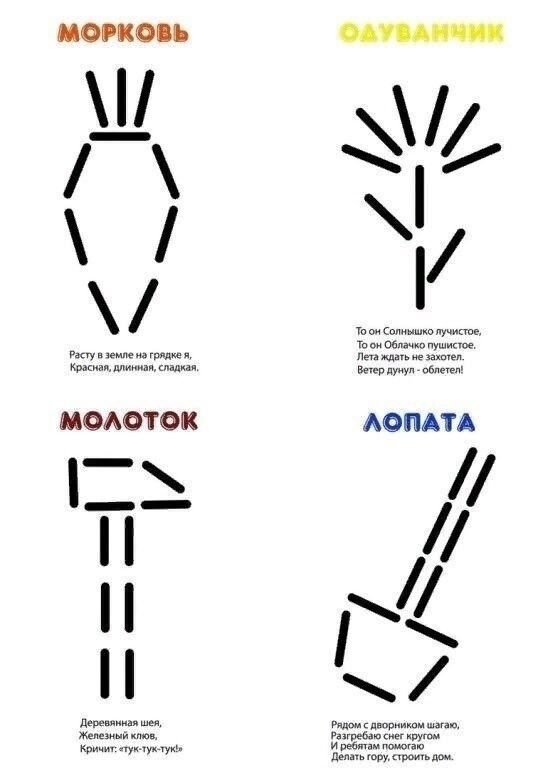 МОРКОВЬ
ОДУВАНЧИК
Расту в земле на грядке я,
Красная, длинная, сладкая.
То он Солнышко лучистое,
То он Облачко пушистое.
Лета ждать не захотел.
Ветер дунул - облетел!
МОЛОТОК
ЛОПАТА
Деревянная шея,
Железный клюв,
Кричит: «тук-тук-тук!»
Рядом с дворником шагаю,
Разгребаю снег кругом
И ребятам помогаю
Делать гору, строить дом.